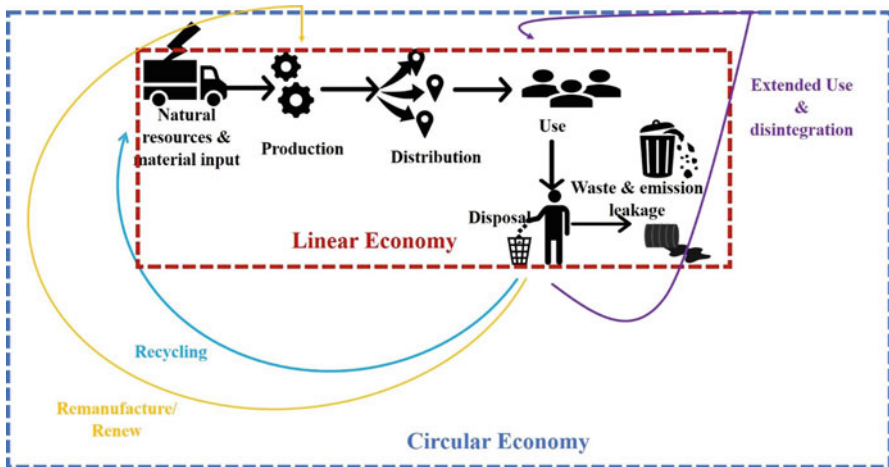 Natural
resources &
material input
Production
Distribution
Use
Extended Use
&
disintegration
Waste & emission
leakage
Disposal
Linear Economy
Recycling
Remanufacture/
Renew
Circular Economy